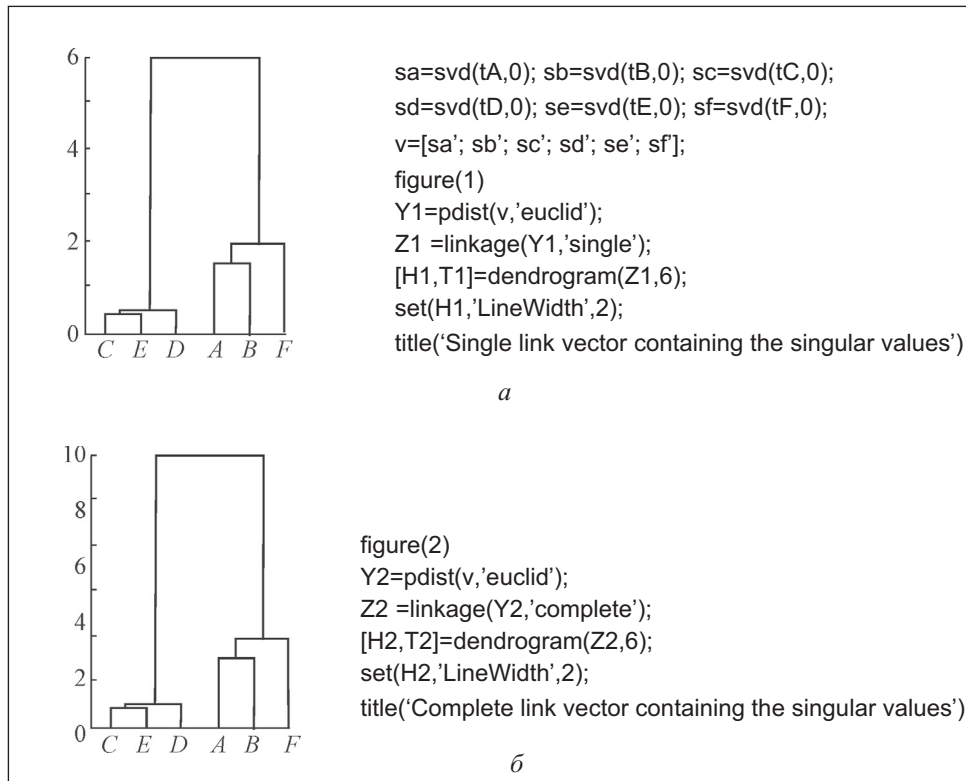 6
4
2
0
C E D A B F
sa=svd(tA,0); sb=svd(tB,0); sc=svd(tC,0);
sd=svd(tD,0); se=svd(tE,0); sf=svd(tF,0);
v=[sa’; sb’; sc’; sd’; se’; sf’];
figure(1)
Y1=pdist(v,’euclid’);
Z1 =linkage(Y1,’single’);
[H1,T1]=dendrogram(Z1,6);
set(H1,’LineWidth’,2);
title(‘Single link vector containing the singular values’)
а
10
8
6
4
2
0
C E D A B F
figure(2)
Y2=pdist(v,’euclid’);
Z2 =linkage(Y2,’complete’);
[H2,T2]=dendrogram(Z2,6);
set(H2,’LineWidth’,2);
title(‘Complete link vector containing the singular values’)
б